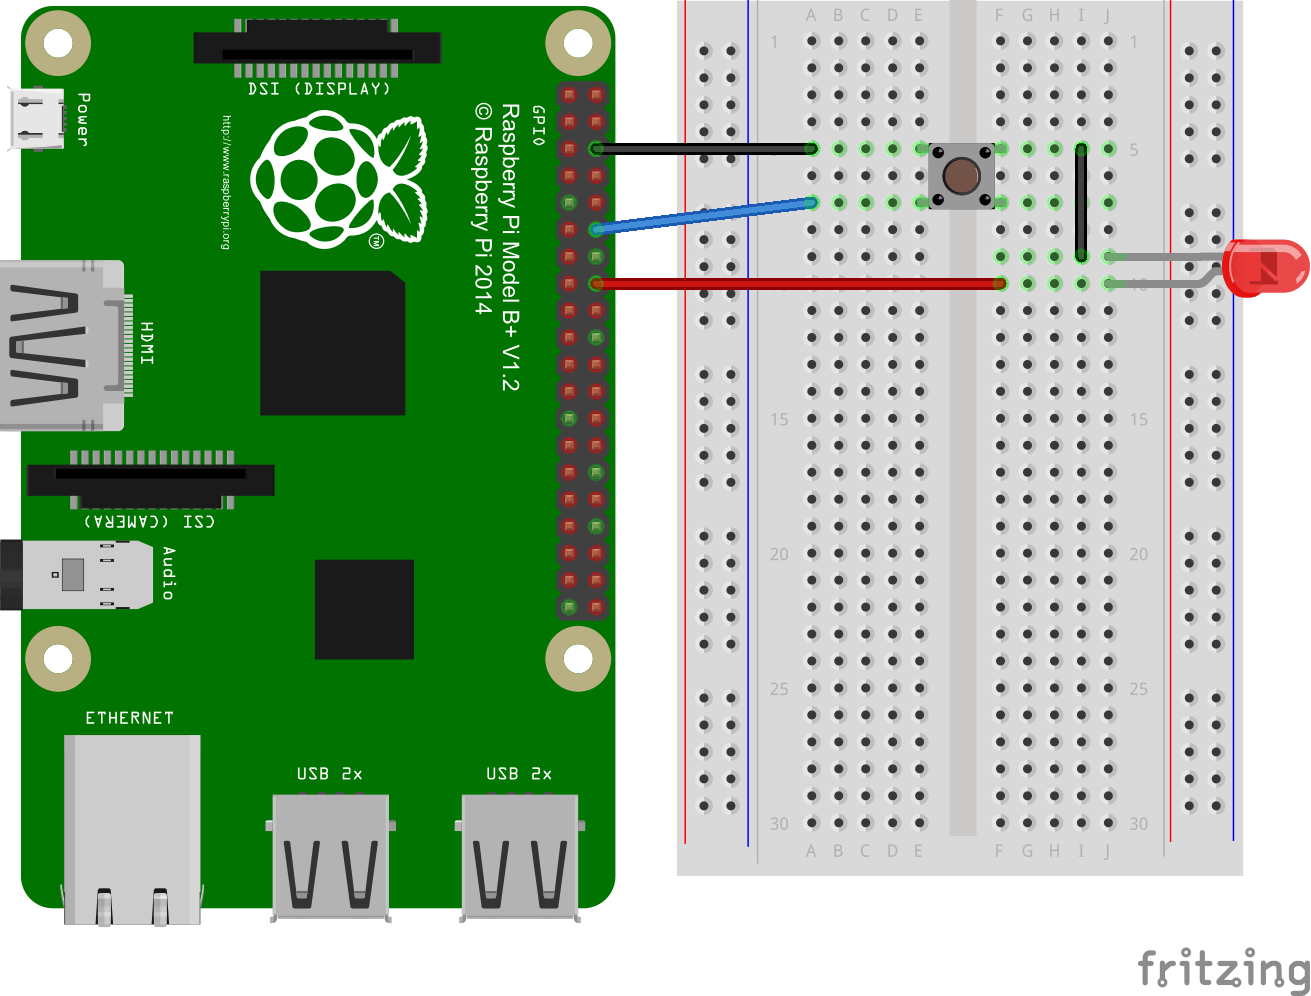 DSI (DISPLAY)
Power
http://www.raspberrypi.org
TM
© Raspberry Pi 2014
Raspberry Pi Model B+ V1.2
GPIO
HDMI
CSI (CAMERA)
Audio
ETHERNET
USB 2x
USB 2x
A B C D E F G H I J
1 1
5
10
15 15
20 20
25 25
30 30
A B C D E F G H I J
fritzing